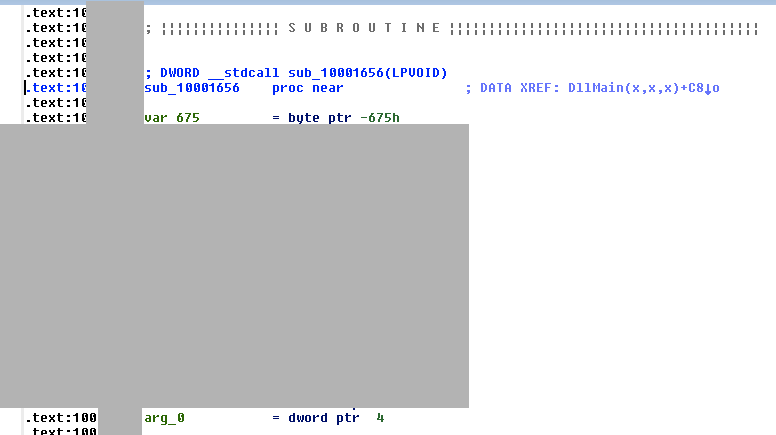 .text:10
.text:10 ; ¦¦¦¦¦¦¦¦¦¦¦¦¦¦¦ S U B R O U T I N E ¦¦¦¦¦¦¦¦¦¦¦¦¦¦¦¦¦¦¦¦¦¦¦¦¦¦¦¦¦¦¦¦¦¦¦¦¦¦¦
.text:10
.text:10
.text:10 ; DWORD __stdcall sub_10001656(LPVOID)
.text:10 sub_10001656 proc near ; DATA XREF: DllMain(x,x,x)+C8↓o
.text:10
.text:10 var_675 = byte ptr -675h
.text:100 arg_0 = dword ptr 4
.text:100